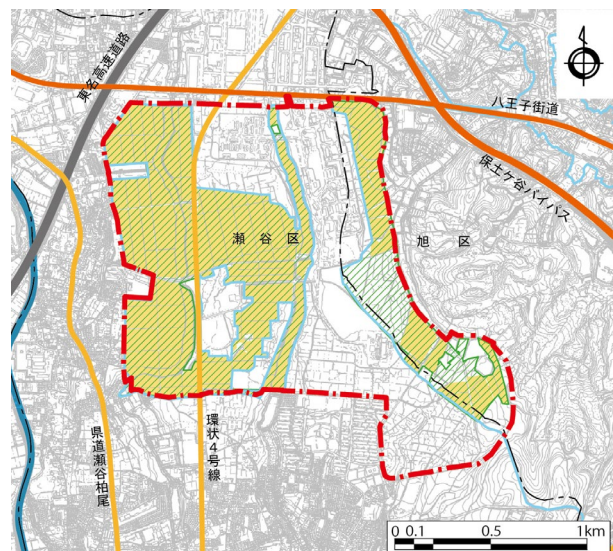 東名高速道路
八王子街道
保土ケ谷バイパス
瀬谷区
旭区
県道瀬谷柏尾
環状4号線
0 0.1 0.5 1km